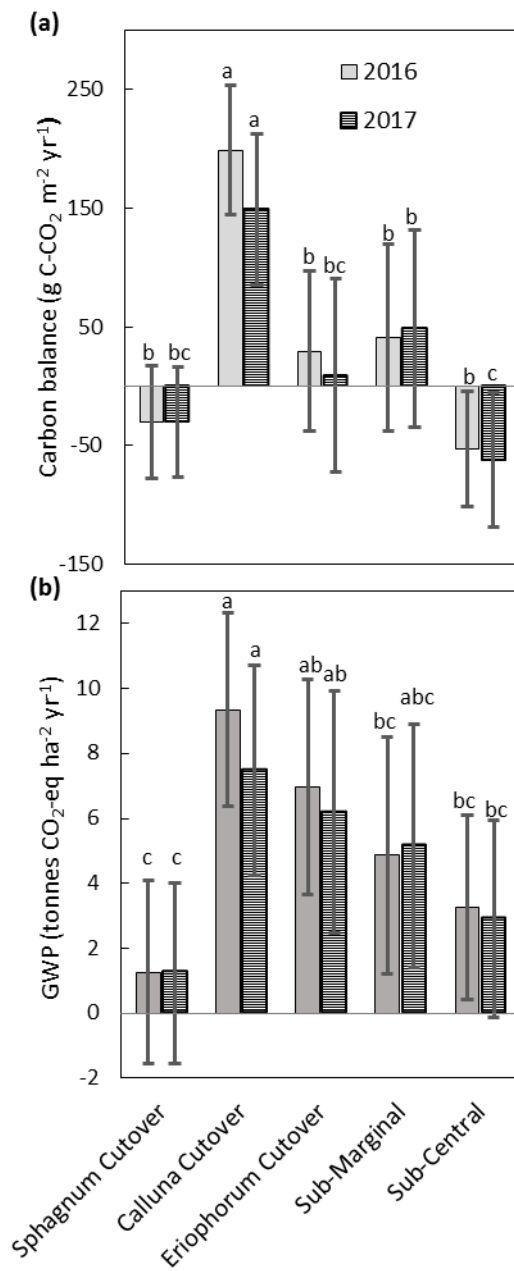 (a)
Carbon balance (g C-CO₂ m⁻² yr⁻¹)
250
150
50
-50
-150
2016
2017
a
a
b
bc
b
bc
b
b
b
c
(b)
GWP (tonnes CO₂-eq ha⁻² yr⁻¹)
12
10
8
6
4
2
0
-2
a
a
ab
ab
bc
abc
bc
bc
c
c
Sphagnum Cutover
Calluna Cutover
Eriophorum Cutover
Sub-Marginal
Sub-Central